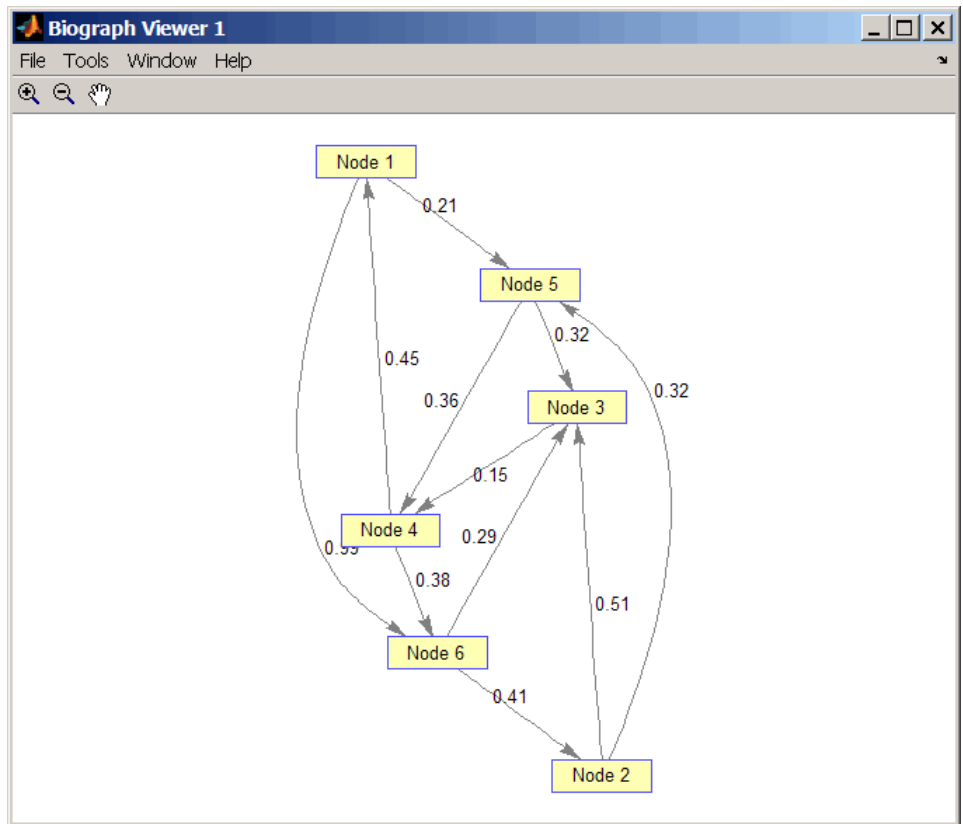 Biograph Viewer 1
File Tools Window Help
Node 1
0.21
Node 5
0.32
0.45
0.32
0.36
Node 3
0.15
Node 4
0.29
0.99
0.38
0.51
Node 6
0.41
Node 2